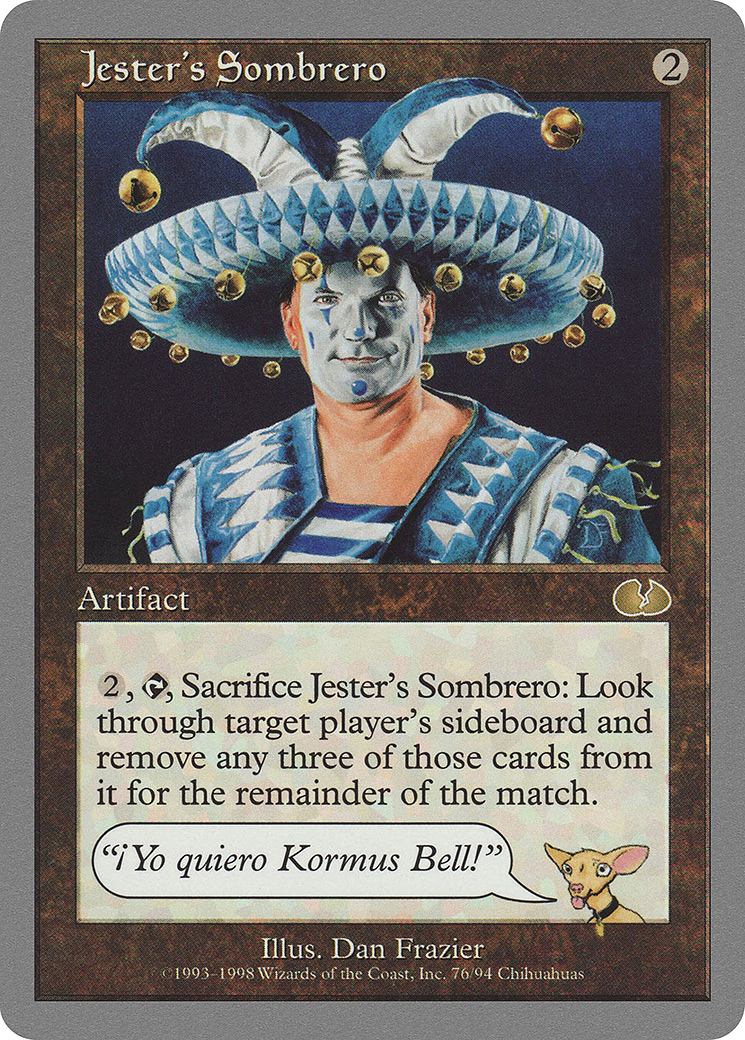 Jester's Sombrero 2
Artifact
2, , Sacrifice Jester's Sombrero: Look
through target player's sideboard and
remove any three of those cards from
it for the remainder of the match.
“¡Yo quiero Kormus Bell!”
Illus. Dan Frazier
©1993–1998 Wizards of the Coast, Inc. 76/94 Chihuahuas